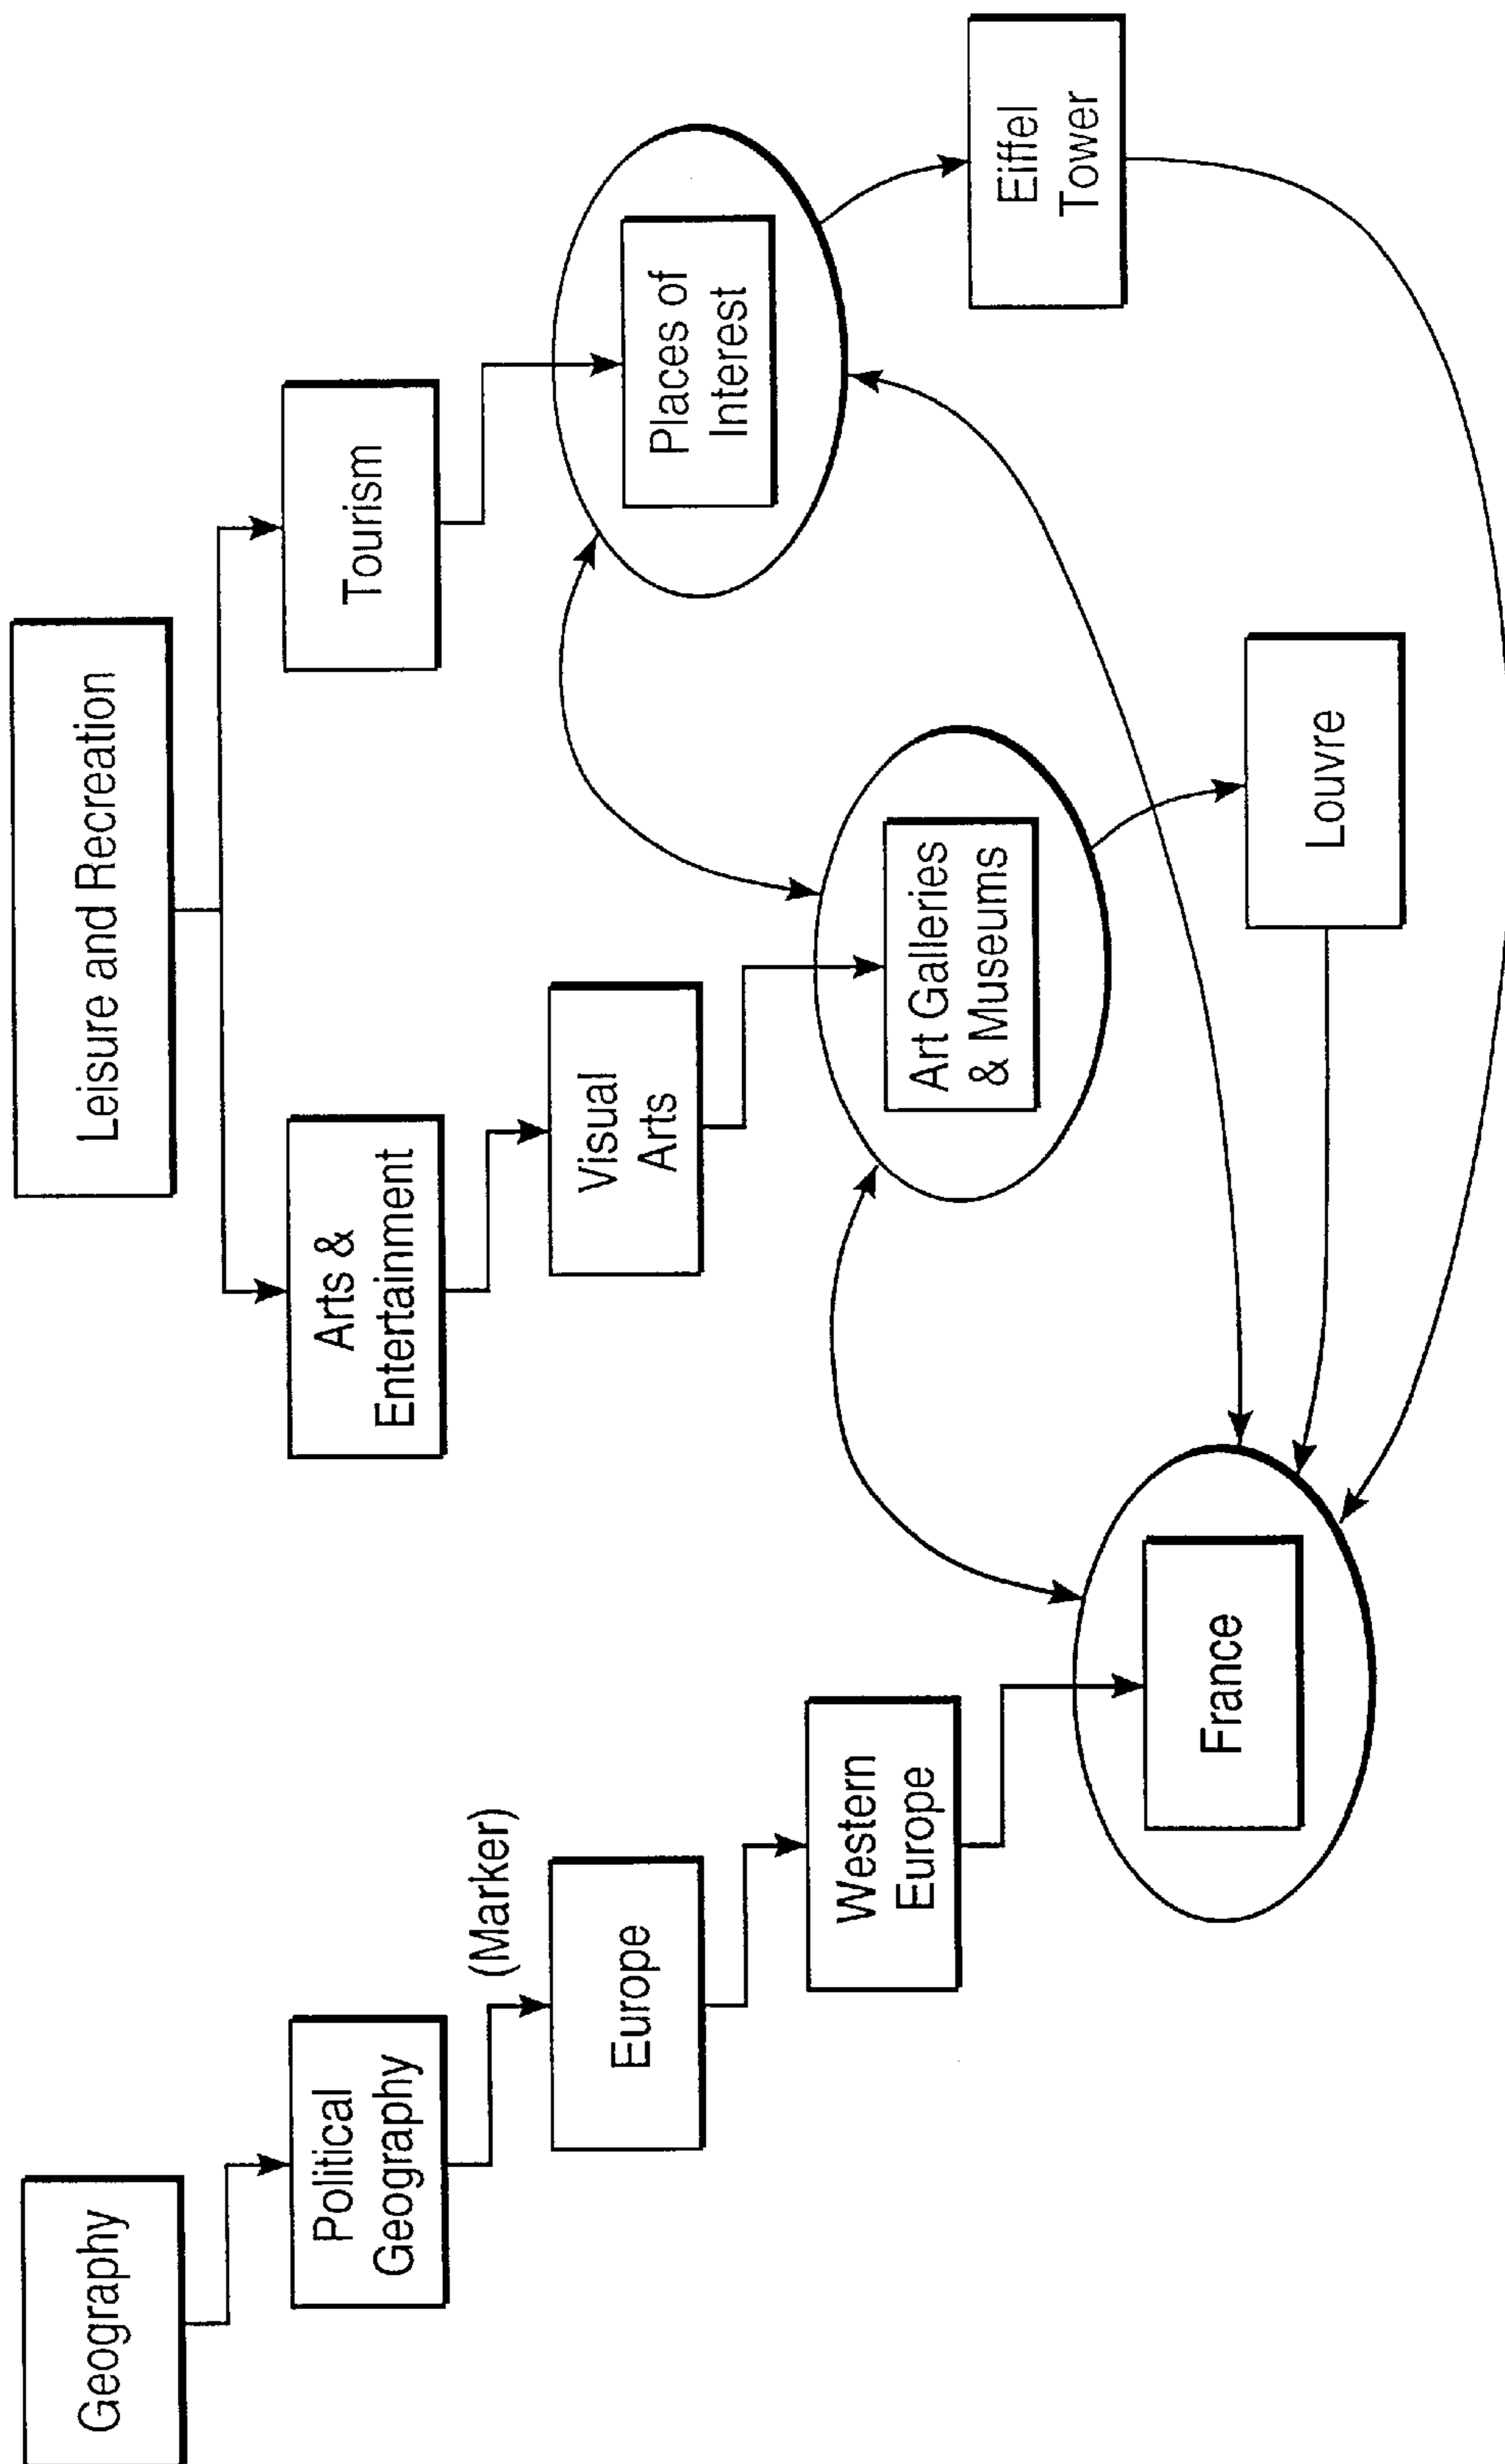 Geography
Political
Geography
(Marker)
Europe
Western
Europe
France
Leisure and Recreation
Arts &
Entertainment
Visual
Arts
Art Galleries
& Museums
Louvre
Tourism
Places of
Interest
Eiffel
Tower